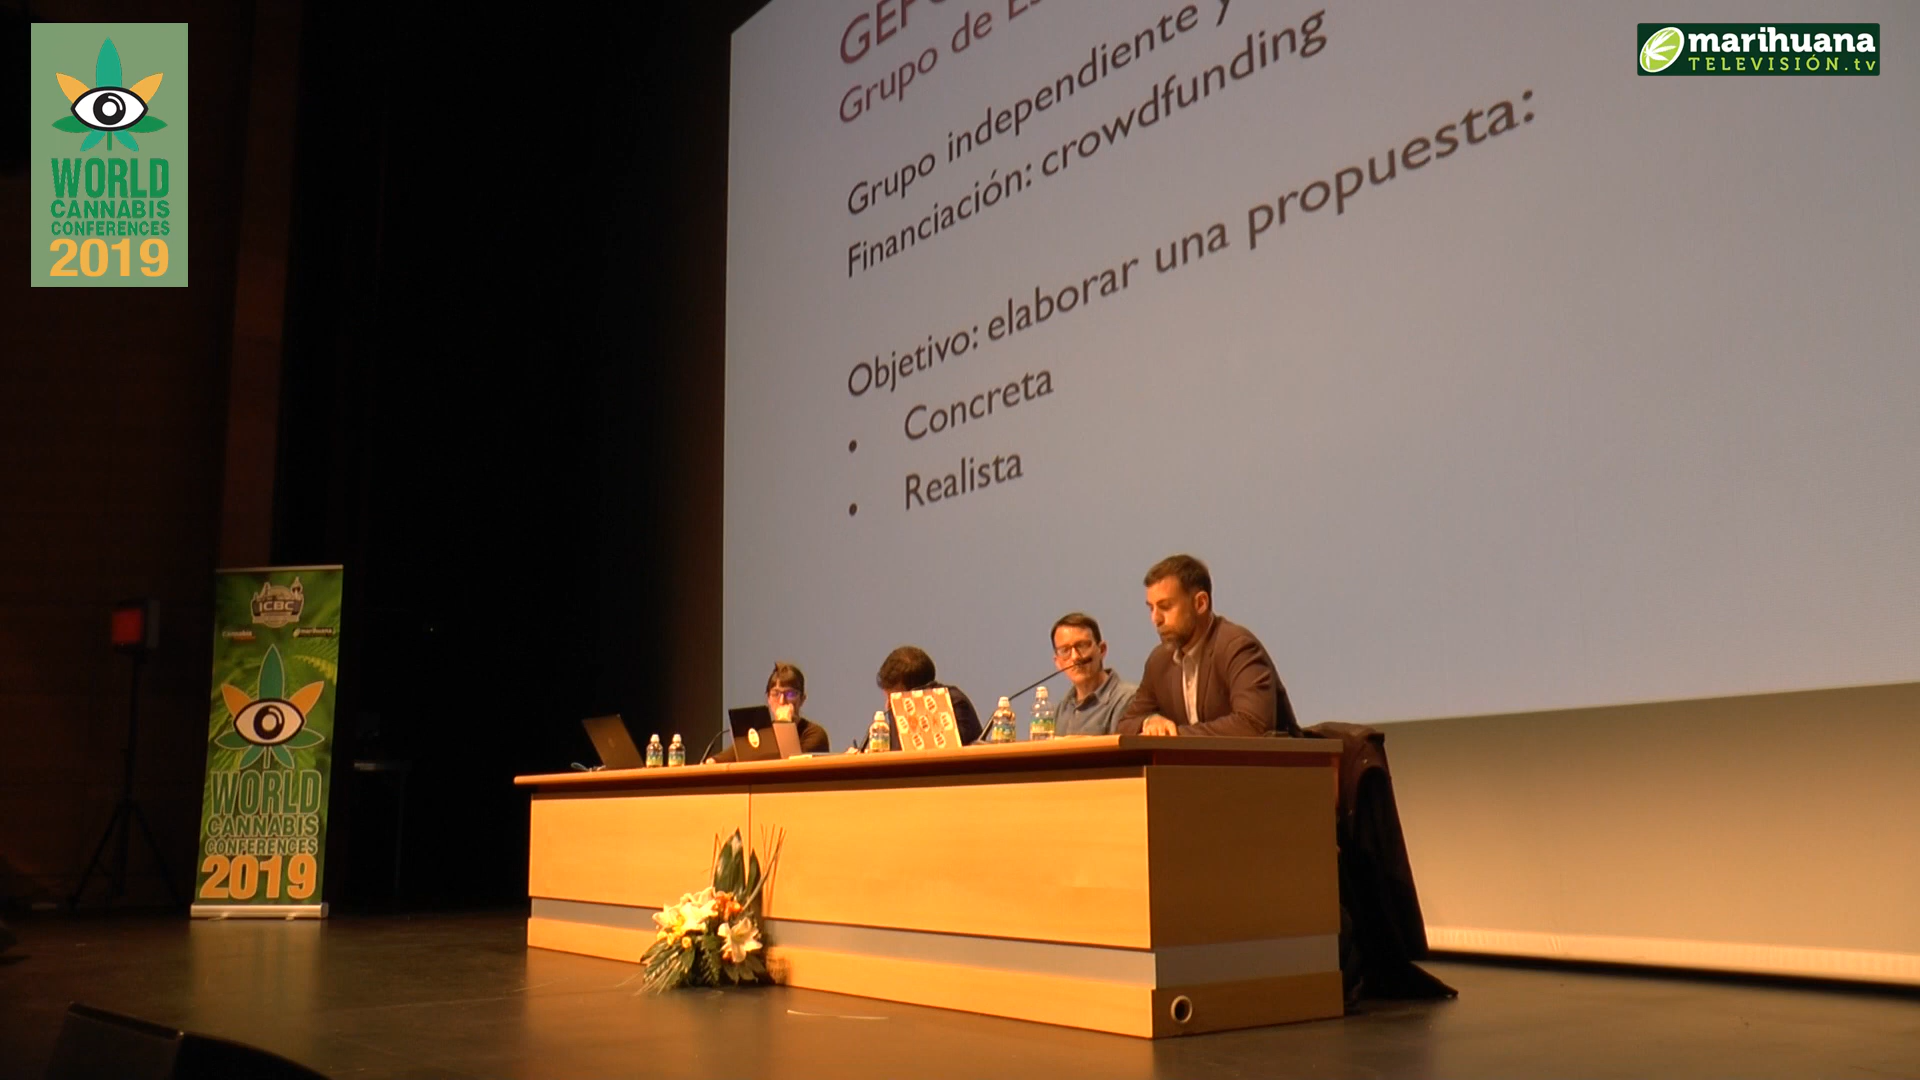 WORLD
CANNABIS
CONFERENCES
2019
marihuana
TELEVISIÓN.tv
Grupo de
Grupo independiente y
Financiación: crowdfunding
Objetivo: elaborar una propuesta:
• Concreta
• Realista
ICBC
marihuana
WORLD
CANNABIS
CONFERENCES
2019